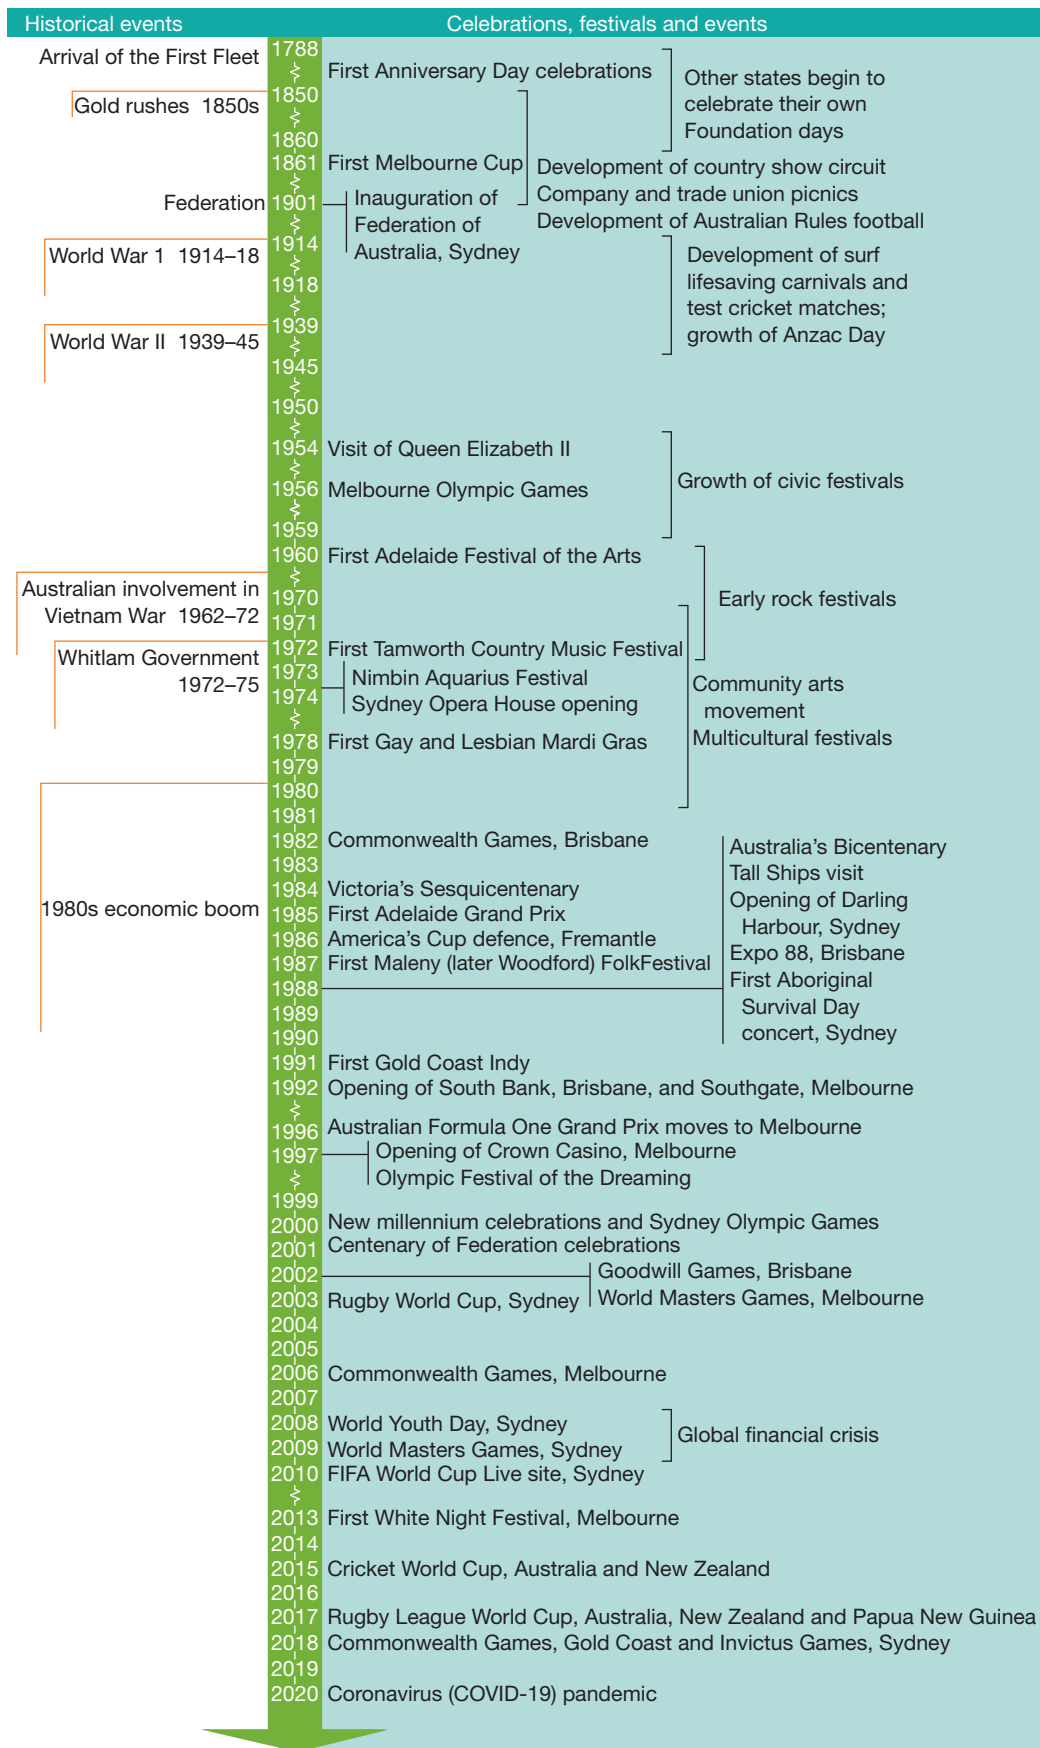 Historical events
Celebrations, festivals and events
Arrival of the First Fleet
1788
First Anniversary Day celebrations
Other states begin to
celebrate their own
Foundation days
Gold rushes 1850s
1850
1860
1861
First Melbourne Cup
Development of country show circuit
Company and trade union picnics
Development of Australian Rules football
Federation
1901
Inauguration of
Federation of
Australia, Sydney
World War 1 1914–18
1914
1918
Development of surf
lifesaving carnivals and
test cricket matches;
growth of Anzac Day
World War II 1939–45
1939
1945
1950
1954
Visit of Queen Elizabeth II
1956
Melbourne Olympic Games
Growth of civic festivals
1959
1960
First Adelaide Festival of the Arts
Australian involvement in
Vietnam War 1962–72
1970
1971
Early rock festivals
Whitlam Government
1972–75
1972
First Tamworth Country Music Festival
1973
1974
Nimbin Aquarius Festival
Sydney Opera House opening
Community arts
movement
Multicultural festivals
1978
First Gay and Lesbian Mardi Gras
1979
1980
1981
1982
Commonwealth Games, Brisbane
1983
1984
Victoria’s Sesquicentenary
1980s economic boom
1985
First Adelaide Grand Prix
1986
America’s Cup defence, Fremantle
1987
First Maleny (later Woodford) FolkFestival
1988
Australia’s Bicentenary
Tall Ships visit
Opening of Darling
Harbour, Sydney
Expo 88, Brisbane
First Aboriginal
Survival Day
concert, Sydney
1989
1990
1991
First Gold Coast Indy
1992
Opening of South Bank, Brisbane, and Southgate, Melbourne
1996
Australian Formula One Grand Prix moves to Melbourne
1997
Opening of Crown Casino, Melbourne
Olympic Festival of the Dreaming
1999
2000
New millennium celebrations and Sydney Olympic Games
2001
Centenary of Federation celebrations
2002
Goodwill Games, Brisbane
World Masters Games, Melbourne
2003
Rugby World Cup, Sydney
2004
2005
2006
Commonwealth Games, Melbourne
2007
2008
World Youth Day, Sydney
2009
World Masters Games, Sydney
Global financial crisis
2010
FIFA World Cup Live site, Sydney
2013
First White Night Festival, Melbourne
2014
2015
Cricket World Cup, Australia and New Zealand
2016
2017
Rugby League World Cup, Australia, New Zealand and Papua New Guinea
2018
Commonwealth Games, Gold Coast and Invictus Games, Sydney
2019
2020
Coronavirus (COVID-19) pandemic